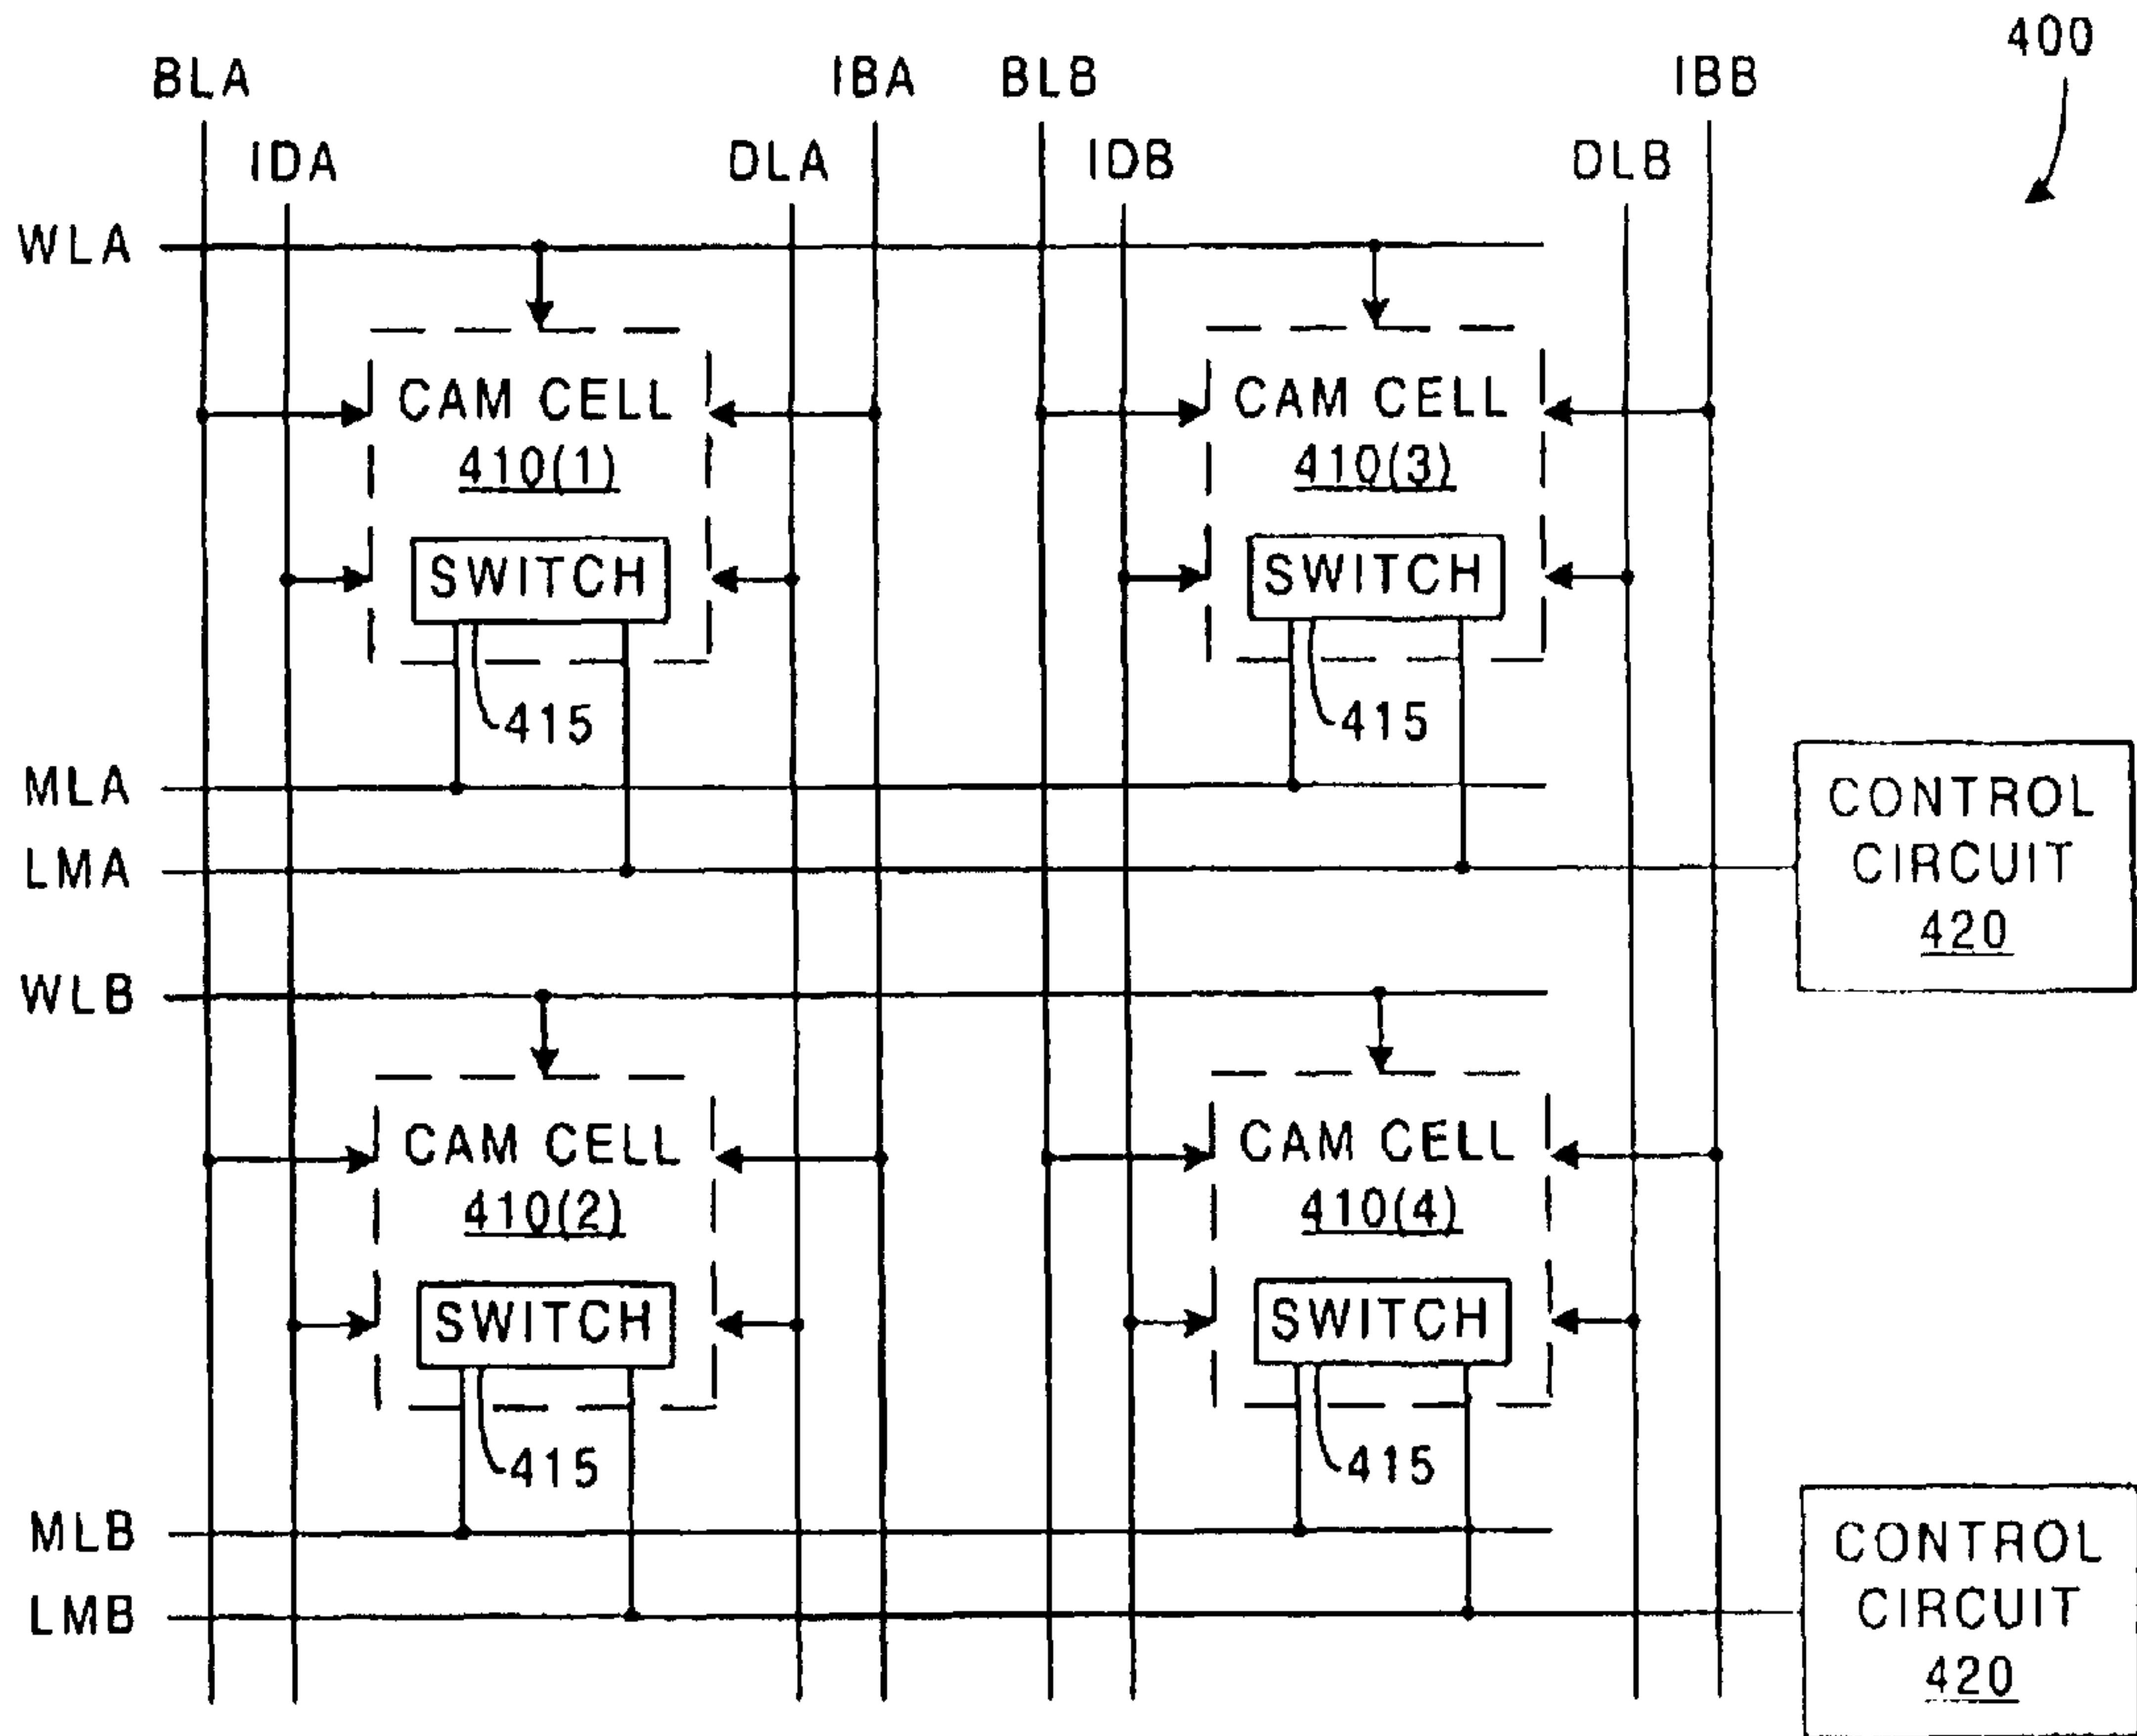 400
BLA IBA BLB IBB
IDA DLA IDB DLB
WLA
CAM CELL CAM CELL
410(1) 410(3)
SWITCH SWITCH
415 415
MLA
CONTROL
LMA
CIRCUIT
420
WLB
CAM CELL CAM CELL
410(2) 410(4)
SWITCH SWITCH
415 415
MLB
CONTROL
LMB
CIRCUIT
420